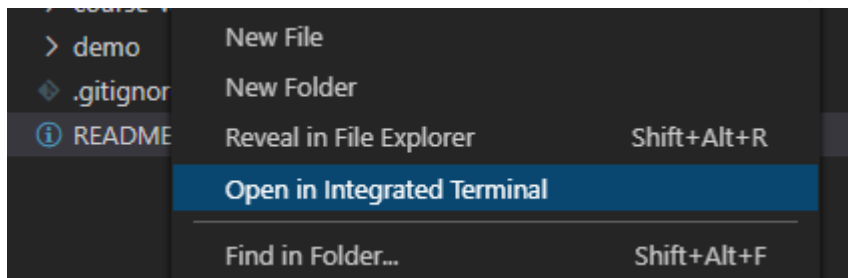 demo
New File
.gitignor
New Folder
README
Reveal in File Explorer Shift+Alt+R
Open in Integrated Terminal
Find in Folder... Shift+Alt+F